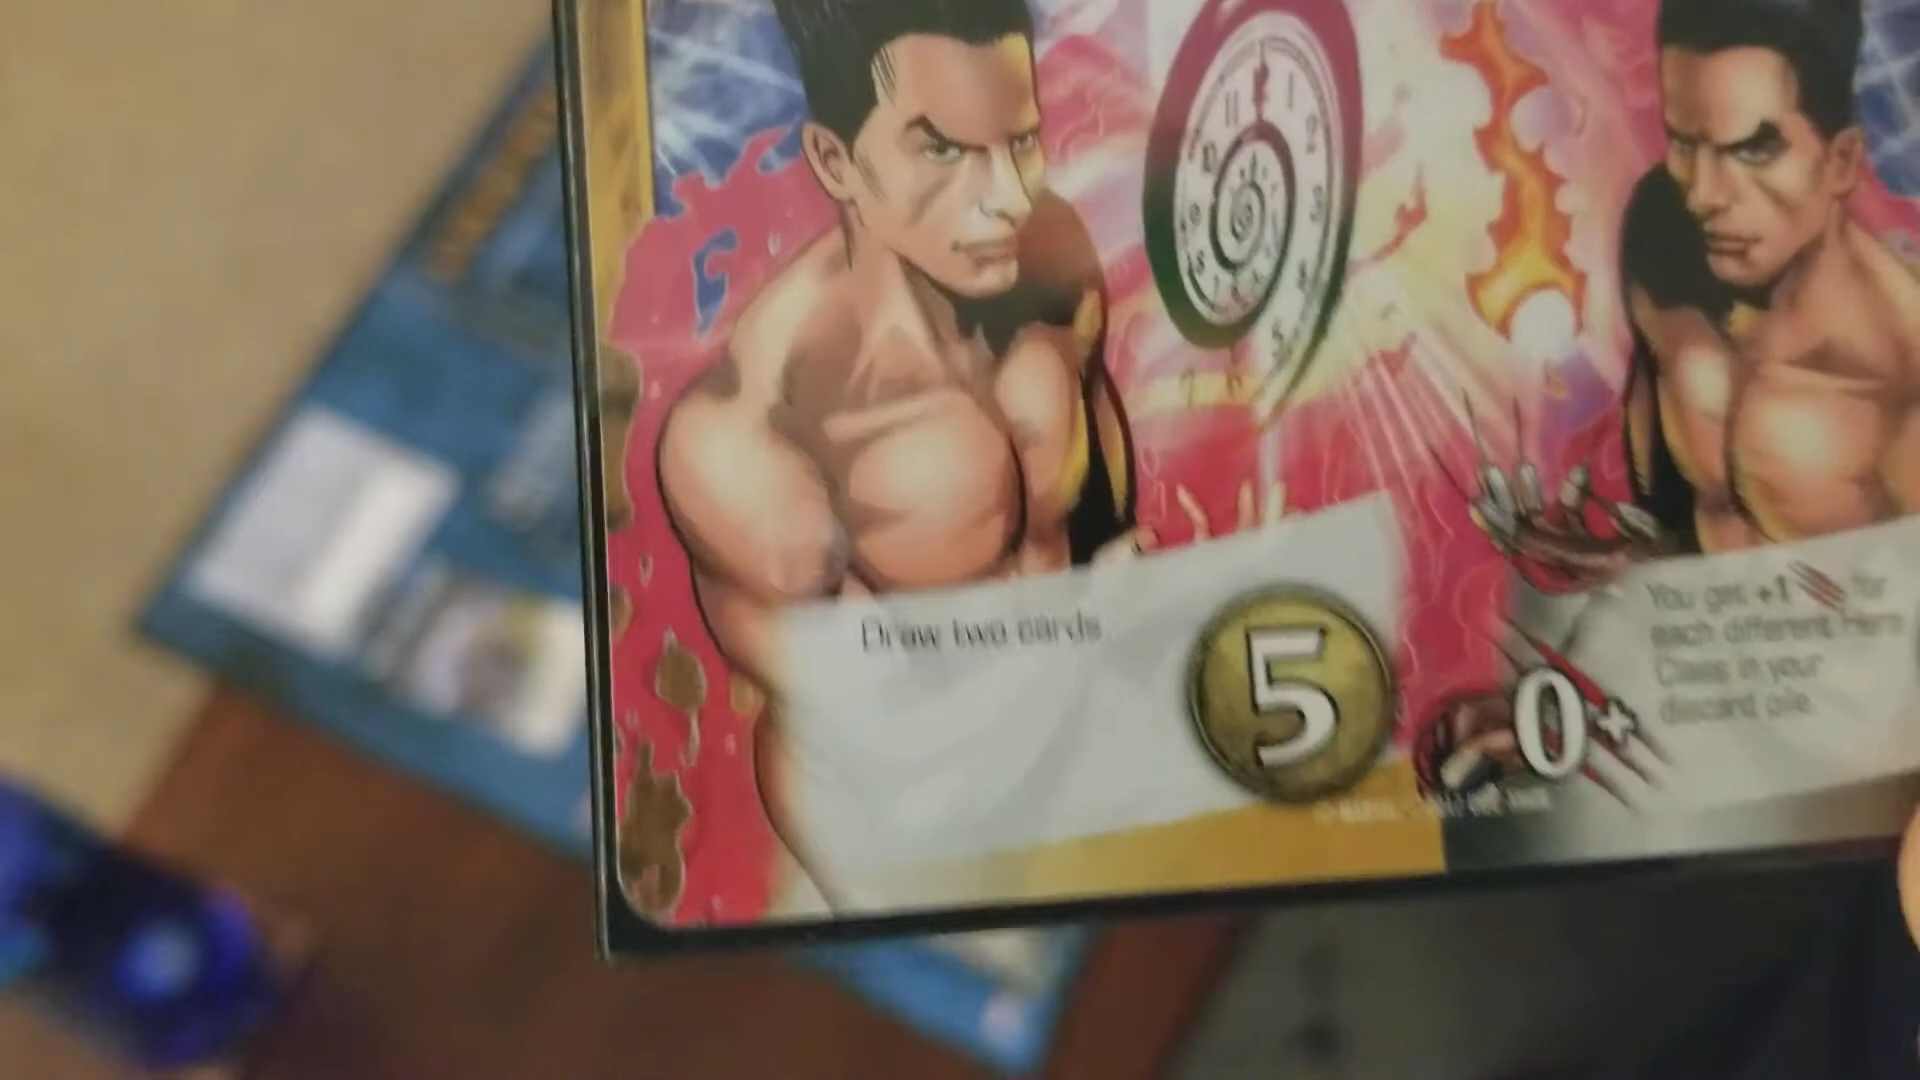 Draw two cards.
5
0+
You get +1 for
each different Hero
Class in your
discard pile.